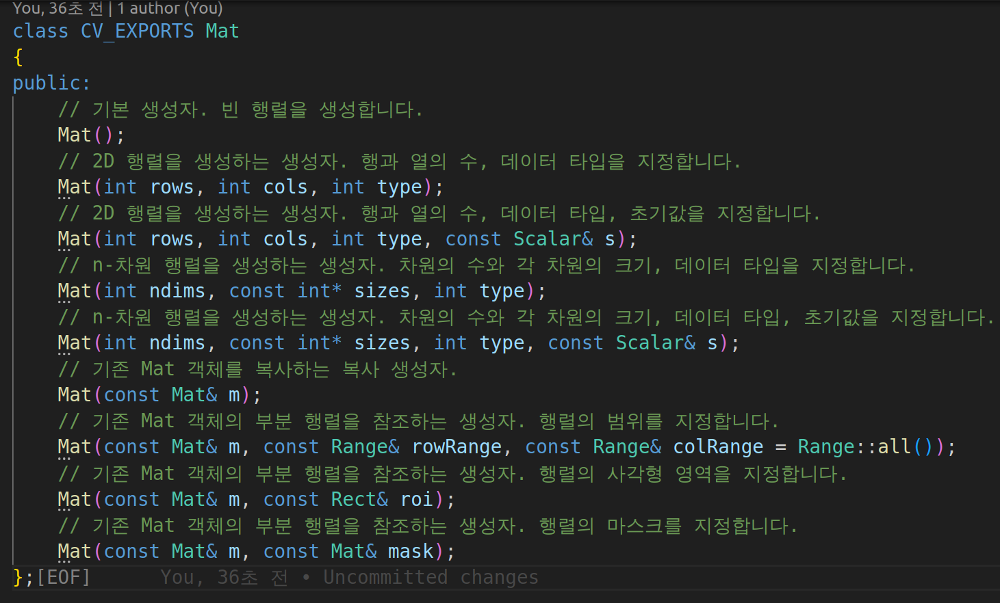 You, 36초 전 | 1 author (You)
class CV_EXPORTS Mat
{
public:
    // 기본 생성자. 빈 행렬을 생성합니다.
    Mat();
    // 2D 행렬을 생성하는 생성자. 행과 열의 수, 데이터 타입을 지정합니다.
    Mat(int rows, int cols, int type);
    // 2D 행렬을 생성하는 생성자. 행과 열의 수, 데이터 타입, 초기값을 지정합니다.
    Mat(int rows, int cols, int type, const Scalar& s);
    // n-차원 행렬을 생성하는 생성자. 차원의 수와 각 차원의 크기, 데이터 타입을 지정합니다.
    Mat(int ndims, const int* sizes, int type);
    // n-차원 행렬을 생성하는 생성자. 차원의 수와 각 차원의 크기, 데이터 타입, 초기값을 지정합니다.
    Mat(int ndims, const int* sizes, int type, const Scalar& s);
    // 기존 Mat 객체를 복사하는 복사 생성자.
    Mat(const Mat& m);
    // 기존 Mat 객체의 부분 행렬을 참조하는 생성자. 행렬의 범위를 지정합니다.
    Mat(const Mat& m, const Range& rowRange, const Range& colRange = Range::all());
    // 기존 Mat 객체의 부분 행렬을 참조하는 생성자. 행렬의 사각형 영역을 지정합니다.
    Mat(const Mat& m, const Rect& roi);
    // 기존 Mat 객체의 부분 행렬을 참조하는 생성자. 행렬의 마스크를 지정합니다.
    Mat(const Mat& m, const Mat& mask);
};[EOF] You, 36초 전 • Uncommitted changes